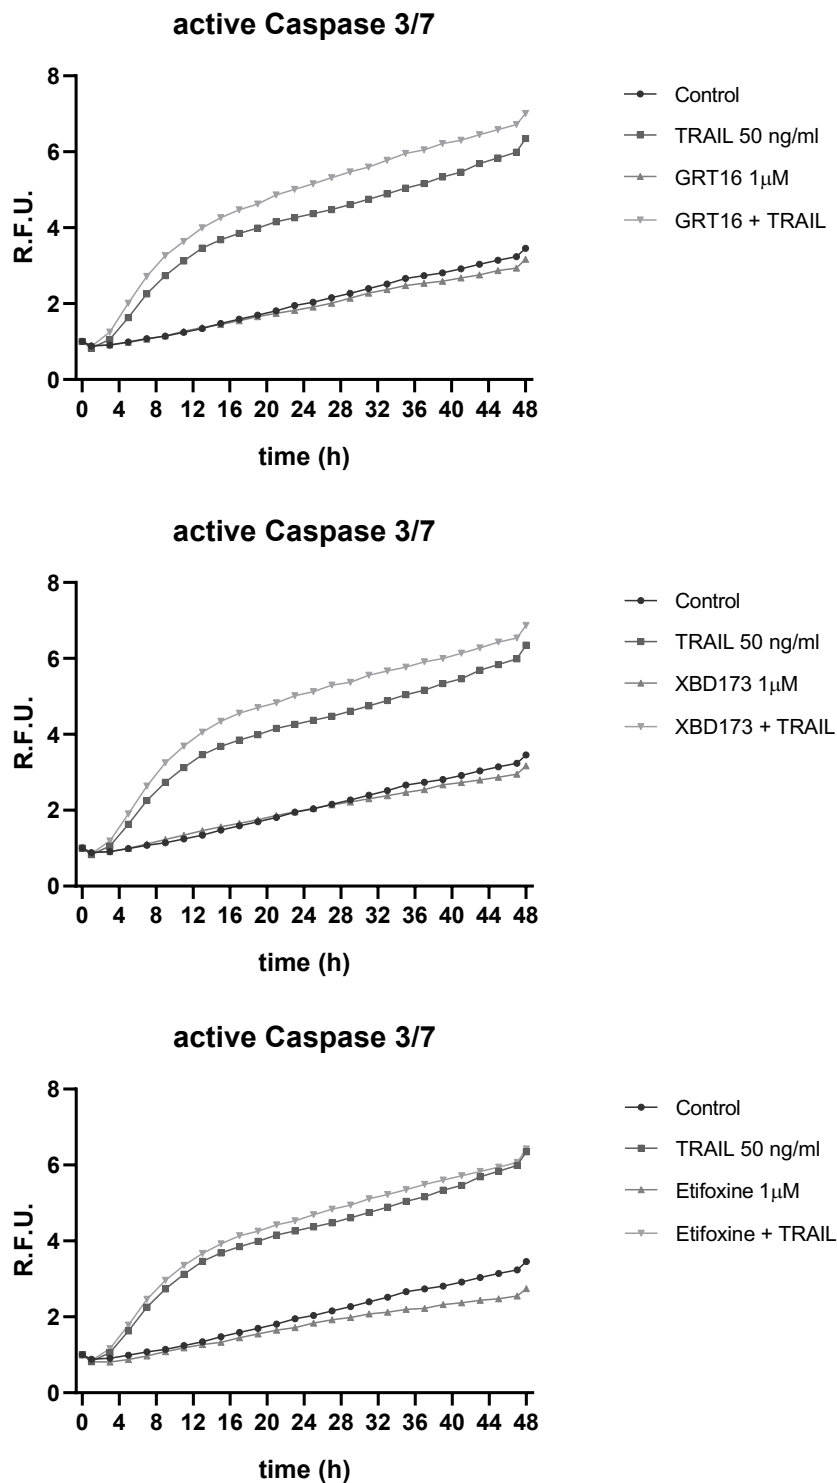 active Caspase 3/7
8
6
4
2
0
R.F.U.
0 4 8 12 16 20 24 28 32 36 40 44 48
time (h)
Control
TRAIL 50 ng/ml
GRT16 1µM
GRT16 + TRAIL
active Caspase 3/7
8
6
4
2
0
R.F.U.
0 4 8 12 16 20 24 28 32 36 40 44 48
time (h)
Control
TRAIL 50 ng/ml
XBD173 1µM
XBD173 + TRAIL
active Caspase 3/7
8
6
4
2
0
R.F.U.
0 4 8 12 16 20 24 28 32 36 40 44 48
time (h)
Control
TRAIL 50 ng/ml
Etifoxine 1µM
Etifoxine + TRAIL